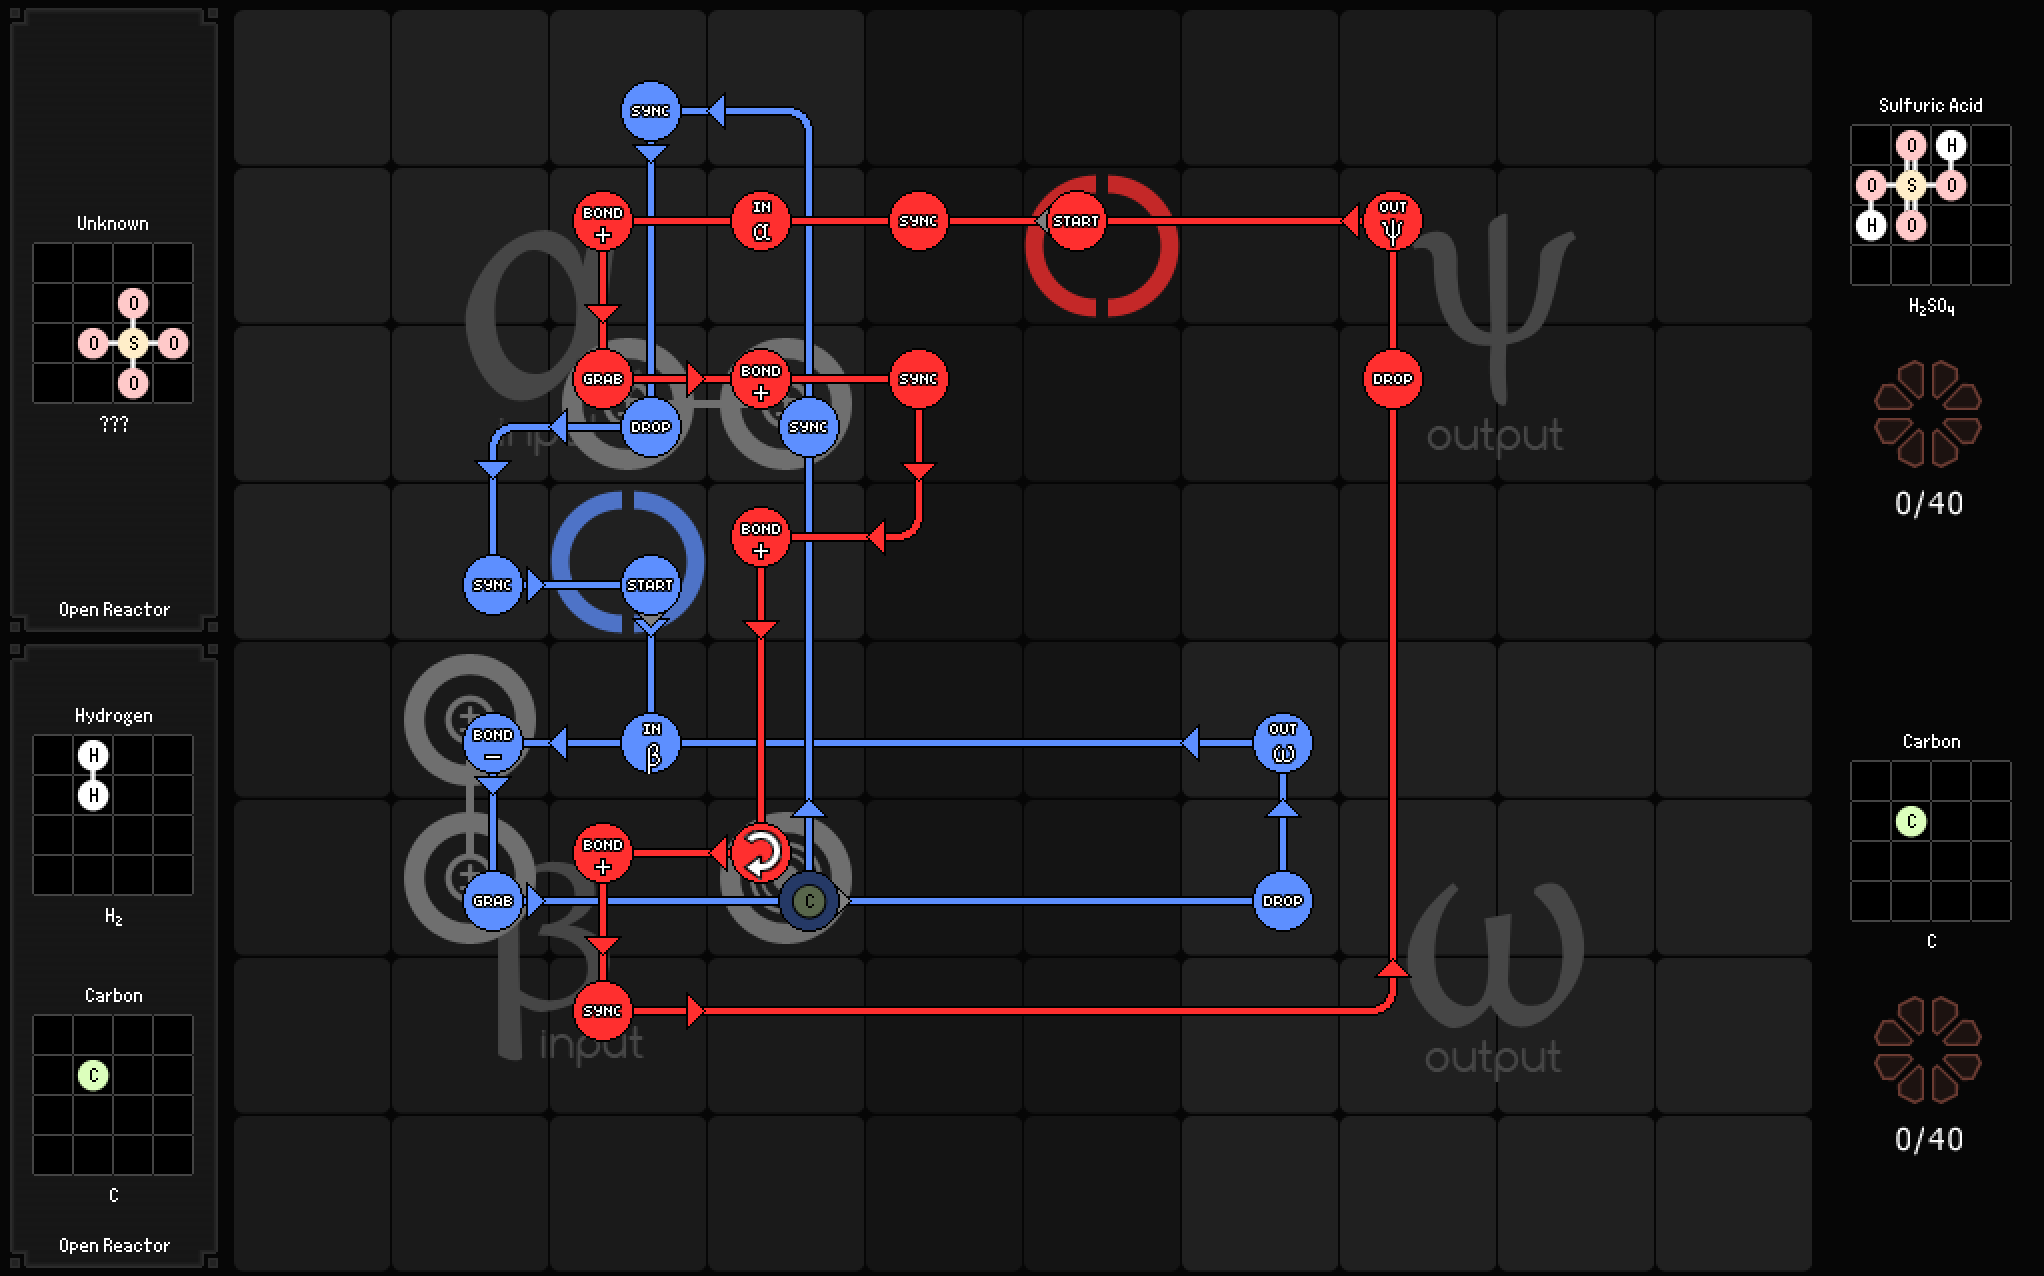 Unknown
O
O S O
O
???
Open Reactor
Hydrogen
H
H
H2
Carbon
C
C
Open Reactor
SYNC
BOND +
IN α
SYNC
START
OUT ψ
α
ψ
GRAB
BOND +
SYNC
DROP
input
DROP
SYNC
output
BOND +
SYNC
START
BOND –
IN β
OUT ω
BOND +
GRAB
C
DROP
β
ω
SYNC
input
output
Sulfuric Acid
O H
O S O
H O
H2SO4
0/40
Carbon
C
C
0/40